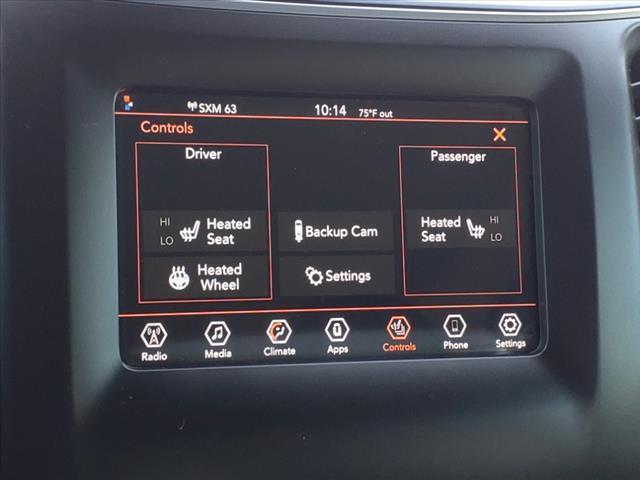 SXM 63 10:14 75°F out
Controls X
Driver
Passenger
HI
LO
Heated
Seat
Backup Cam
Heated
Seat
HI
LO
Heated
Wheel
Settings
Radio Media Climate Apps Controls Phone Settings